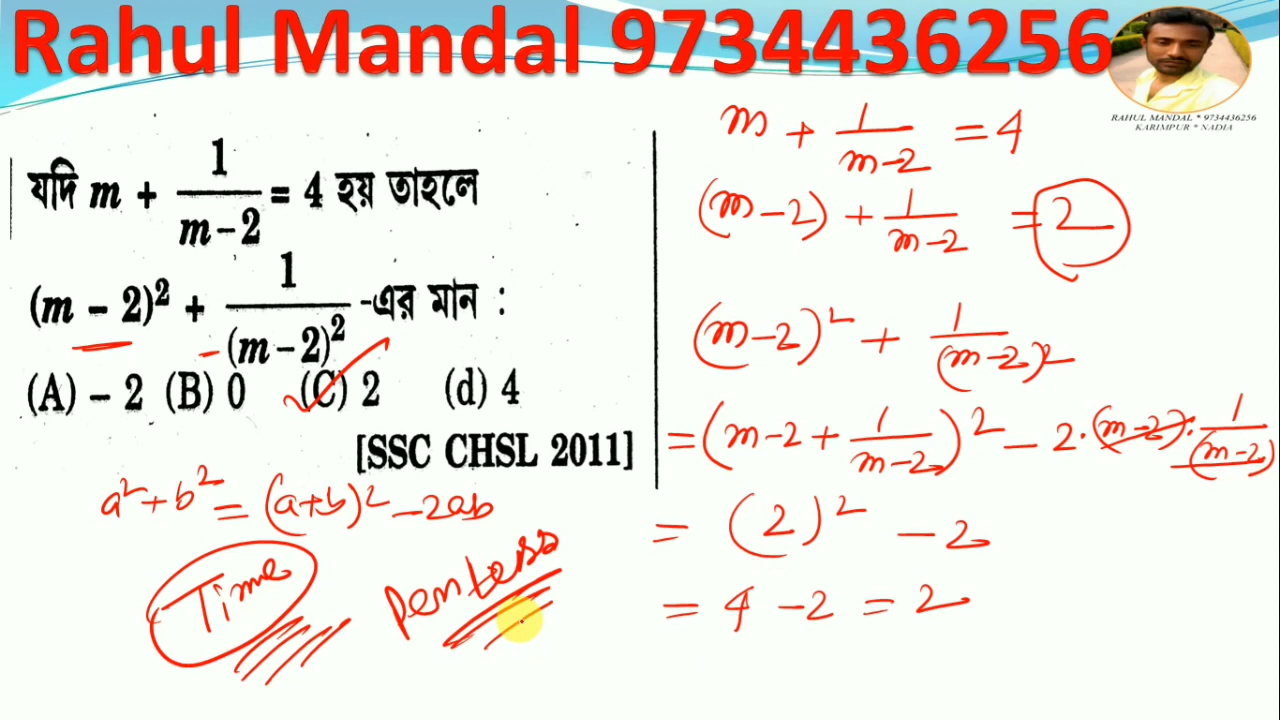 Rahul Mandal 9734436256
RAHUL MANDAL * 9734436256
KARIMPUR * NADIA
যদি m + 1/(m–2) = 4 হয় তাহলে
(m – 2)² + 1/(m–2)² -এর মান :
(A) – 2 (B) 0 (C) 2 (d) 4
[SSC CHSL 2011]
a² + b² = (a+b)² – 2ab
Time
Penless
m + 1/(m–2) = 4
(m – 2) + 1/(m–2) = 2
(m–2)² + 1/(m–2)²
= (m–2 + 1/(m–2))² – 2·(m–2)·1/(m–2)
= (2)² – 2
= 4 – 2 = 2